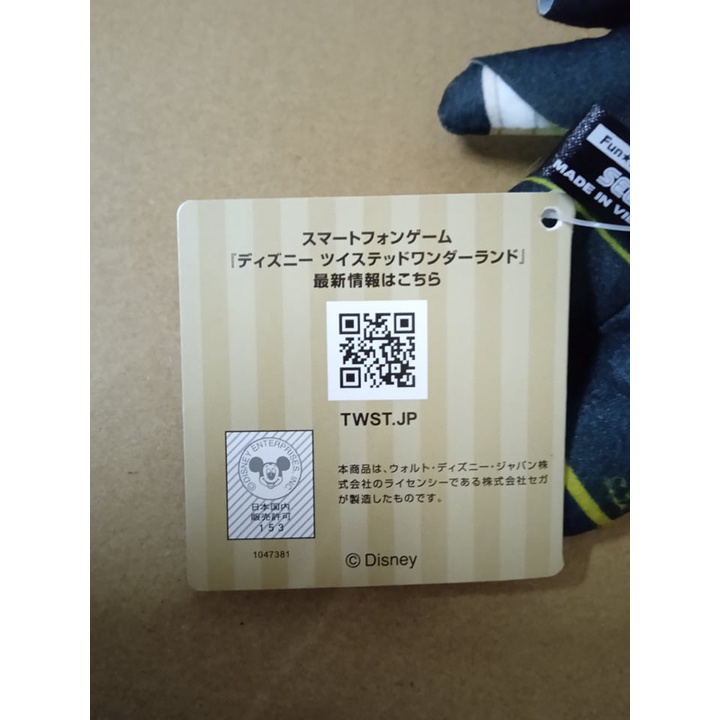 Fun★
MADE IN VI
スマートフォンゲーム
『ディズニー ツイステッドワンダーランド』
最新情報はこちら
TWST.JP
©DISNEY ENTERPRISES, INC.
日本国内
販売許可
153
1047381
本商品は、ウォルト・ディズニー・ジャパン株
式会社のライセンシーである株式会社セガ
が製造したものです。
© Disney